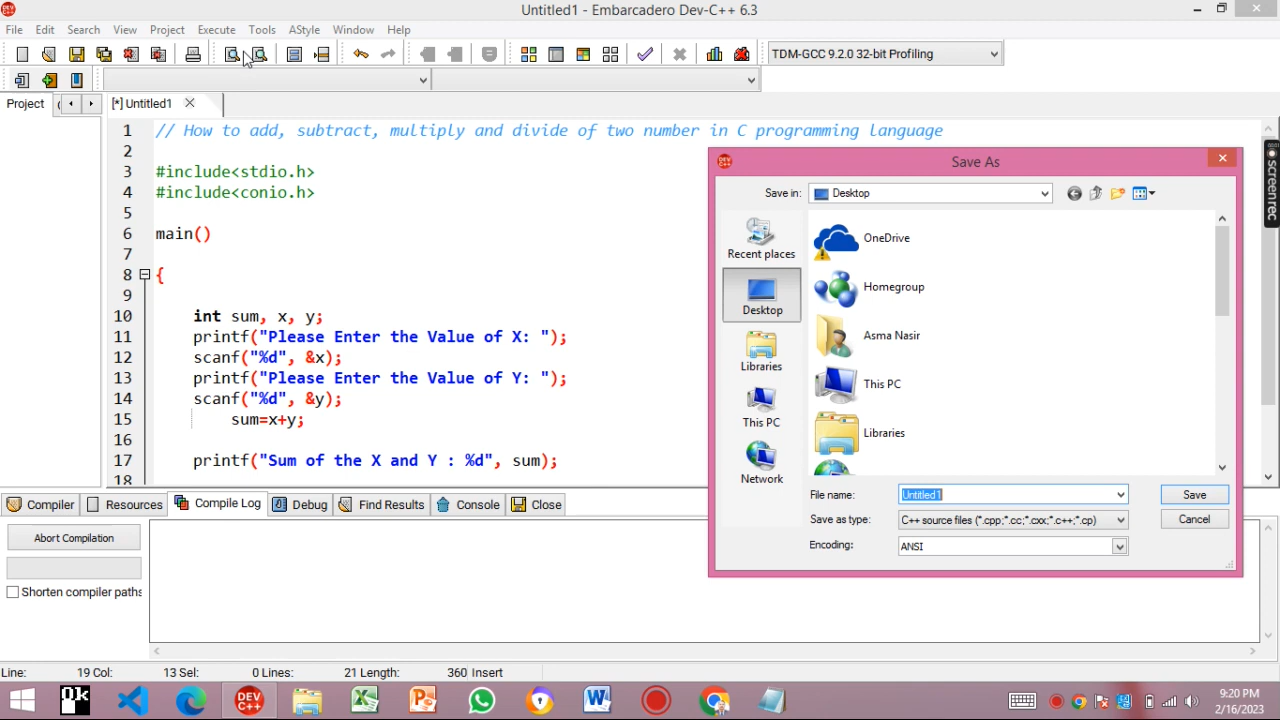 Untitled1 - Embarcadero Dev-C++ 6.3
File Edit Search View Project Execute Tools AStyle Window Help
TDM-GCC 9.2.0 32-bit Profiling
Project
[*] Untitled1
1 // How to add, subtract, multiply and divide of two number in C programming language
2
3 #include<stdio.h>
4 #include<conio.h>
5
6 main()
7
8 {
9
10 int sum, x, y;
11 printf("Please Enter the Value of X: ");
12 scanf("%d", &x);
13 printf("Please Enter the Value of Y: ");
14 scanf("%d", &y);
15 sum=x+y;
16
17 printf("Sum of the X and Y : %d", sum);
18
Save As
Save in: Desktop
Recent places
Desktop
Libraries
This PC
Network
OneDrive
Homegroup
Asma Nasir
This PC
Libraries
File name: Untitled1
Save
Save as type: C++ source files (*.cpp;*.cc;*.cxx;*.c++;*.cp)
Cancel
Encoding: ANSI
screenrec
Compiler Resources Compile Log Debug Find Results Console Close
Abort Compilation
Shorten compiler paths
Line: 19 Col: 13 Sel: 0 Lines: 21 Length: 360 Insert
Ok
DEV C++
9:20 PM
2/16/2023